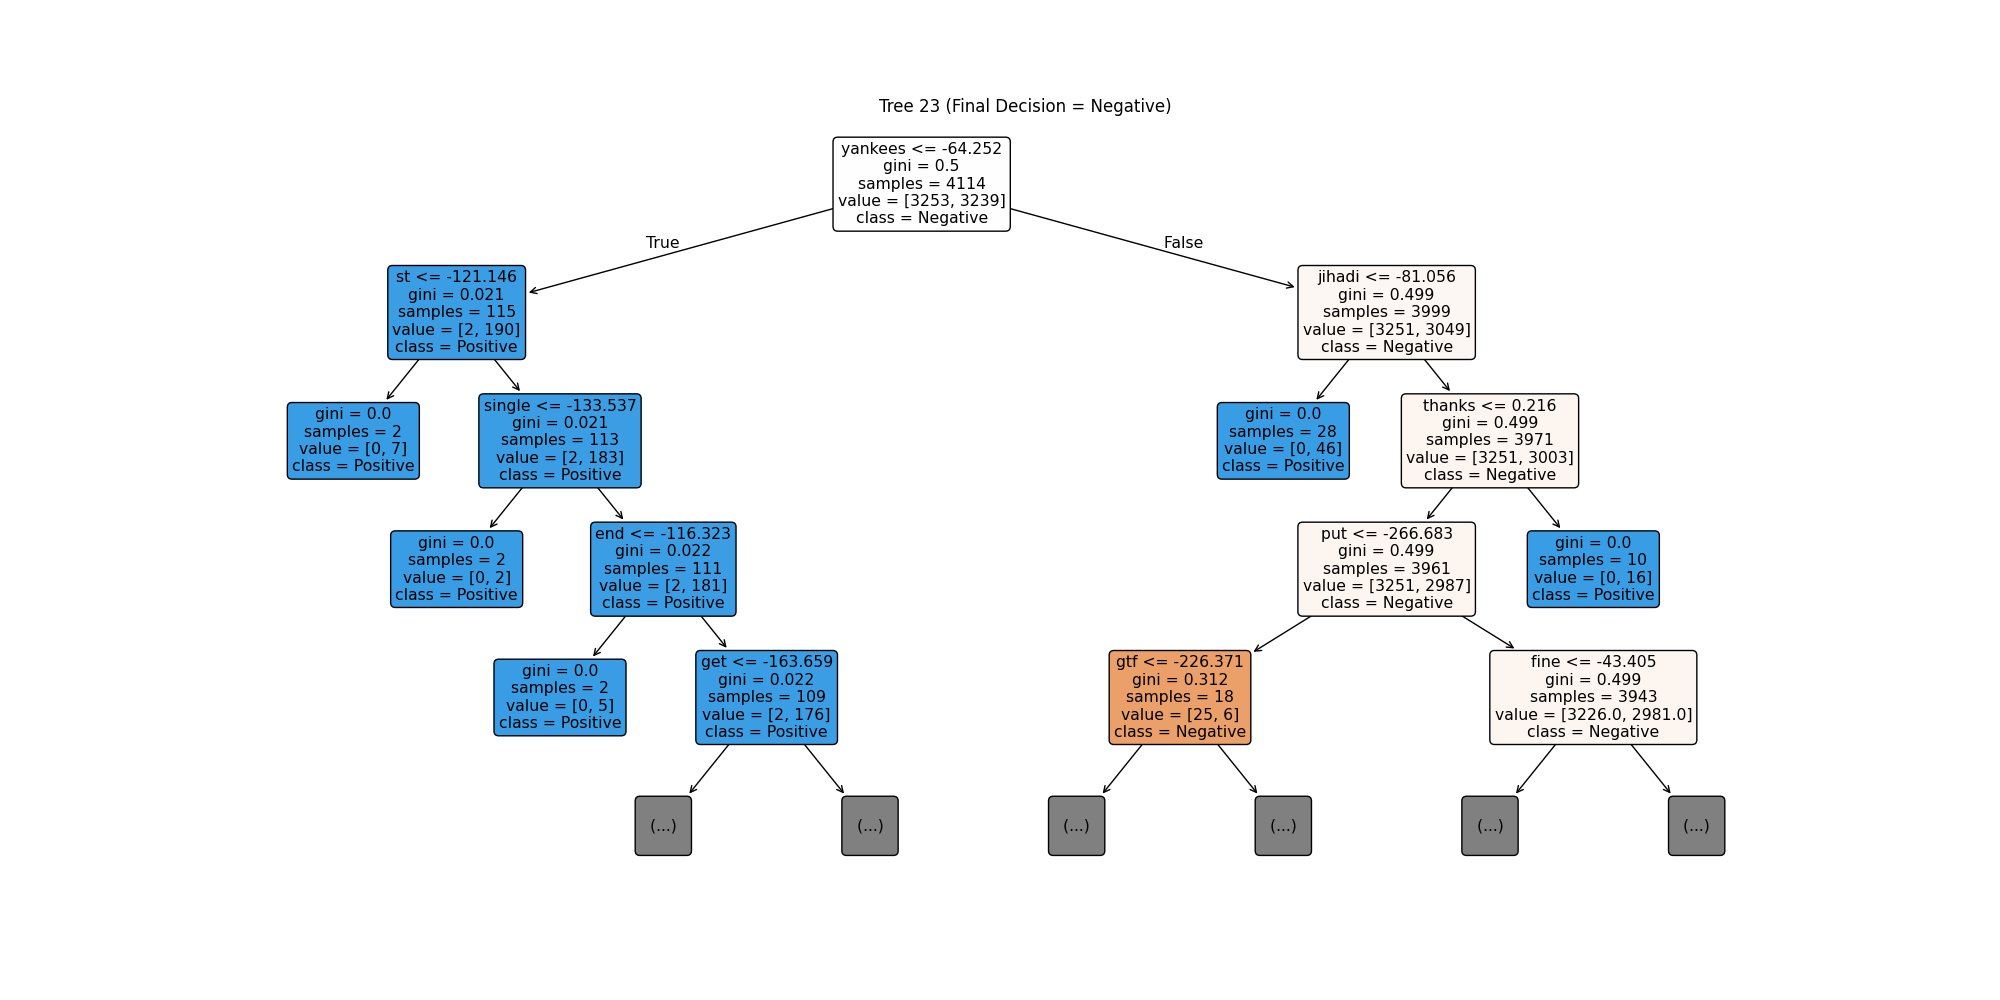 Tree 23 (Final Decision = Negative)
yankees <= -64.252
gini = 0.5
samples = 4114
value = [3253, 3239]
class = Negative
True
False
st <= -121.146
gini = 0.021
samples = 115
value = [2, 190]
class = Positive
jihadi <= -81.056
gini = 0.499
samples = 3999
value = [3251, 3049]
class = Negative
gini = 0.0
samples = 2
value = [0, 7]
class = Positive
single <= -133.537
gini = 0.021
samples = 113
value = [2, 183]
class = Positive
gini = 0.0
samples = 28
value = [0, 46]
class = Positive
thanks <= 0.216
gini = 0.499
samples = 3971
value = [3251, 3003]
class = Negative
gini = 0.0
samples = 2
value = [0, 2]
class = Positive
end <= -116.323
gini = 0.022
samples = 111
value = [2, 181]
class = Positive
put <= -266.683
gini = 0.499
samples = 3961
value = [3251, 2987]
class = Negative
gini = 0.0
samples = 10
value = [0, 16]
class = Positive
gini = 0.0
samples = 2
value = [0, 5]
class = Positive
get <= -163.659
gini = 0.022
samples = 109
value = [2, 176]
class = Positive
gtf <= -226.371
gini = 0.312
samples = 18
value = [25, 6]
class = Negative
fine <= -43.405
gini = 0.499
samples = 3943
value = [3226.0, 2981.0]
class = Negative
(...)
(...)
(...)
(...)
(...)
(...)